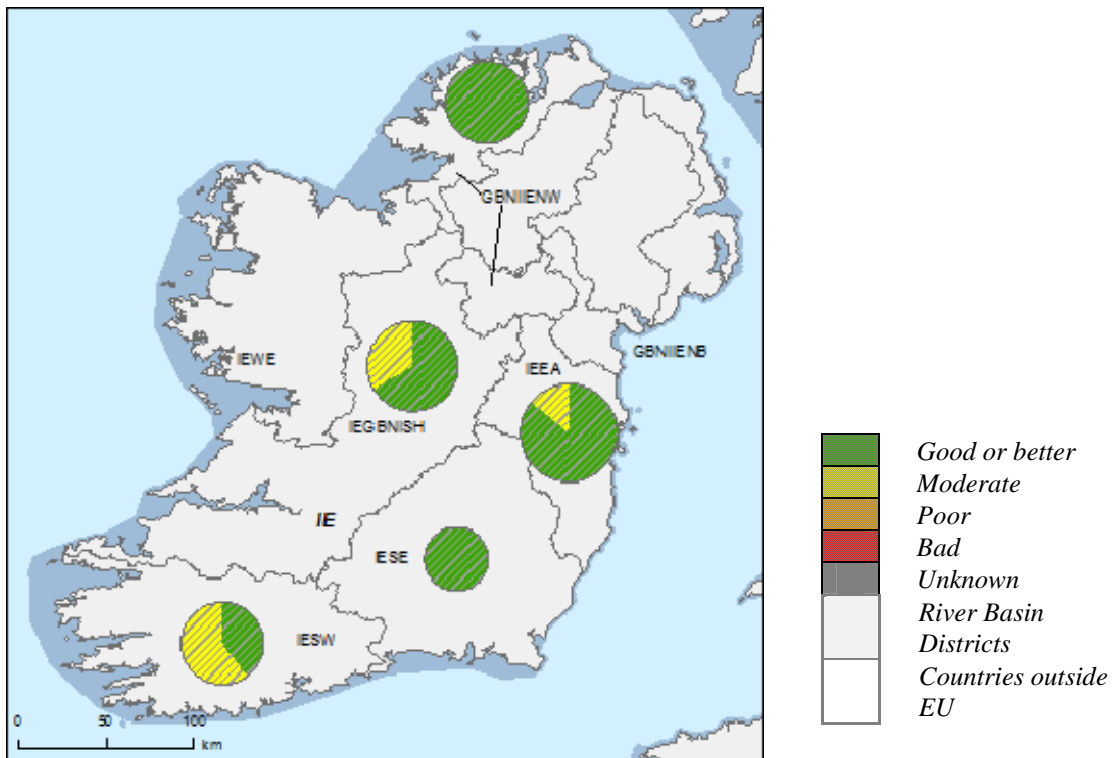 GBNIIENW
GBNIIENB
IEWE
IEEA
IEGBNISH
IE
IESE
IESW
0 50 100
km
Good or better
Moderate
Poor
Bad
Unknown
River Basin
Districts
Countries outside
EU